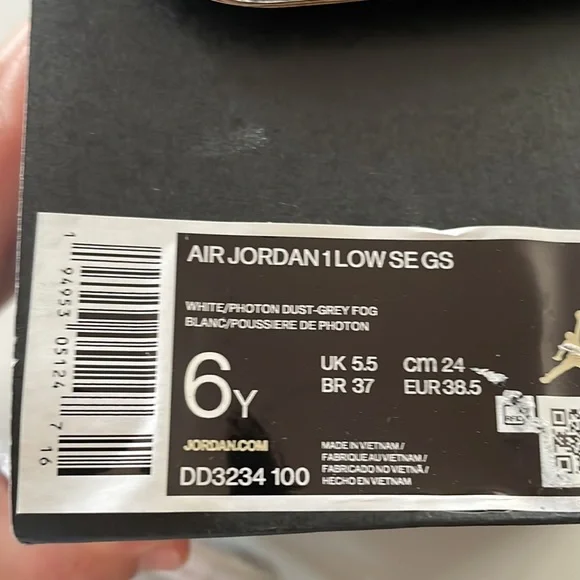 AIR JORDAN 1 LOW SE GS
WHITE/PHOTON DUST-GREY FOG
BLANC/POUSSIERE DE PHOTON
6Y
UK 5.5 cm 24
BR 37 EUR 38.5
JORDAN.COM
DD3234 100
MADE IN VIETNAM /
FABRIQUE AU VIETNAM /
FABRICADO NO VIETNÃ /
HECHO EN VIETNAM
RFID
1 94953 05124 7 16